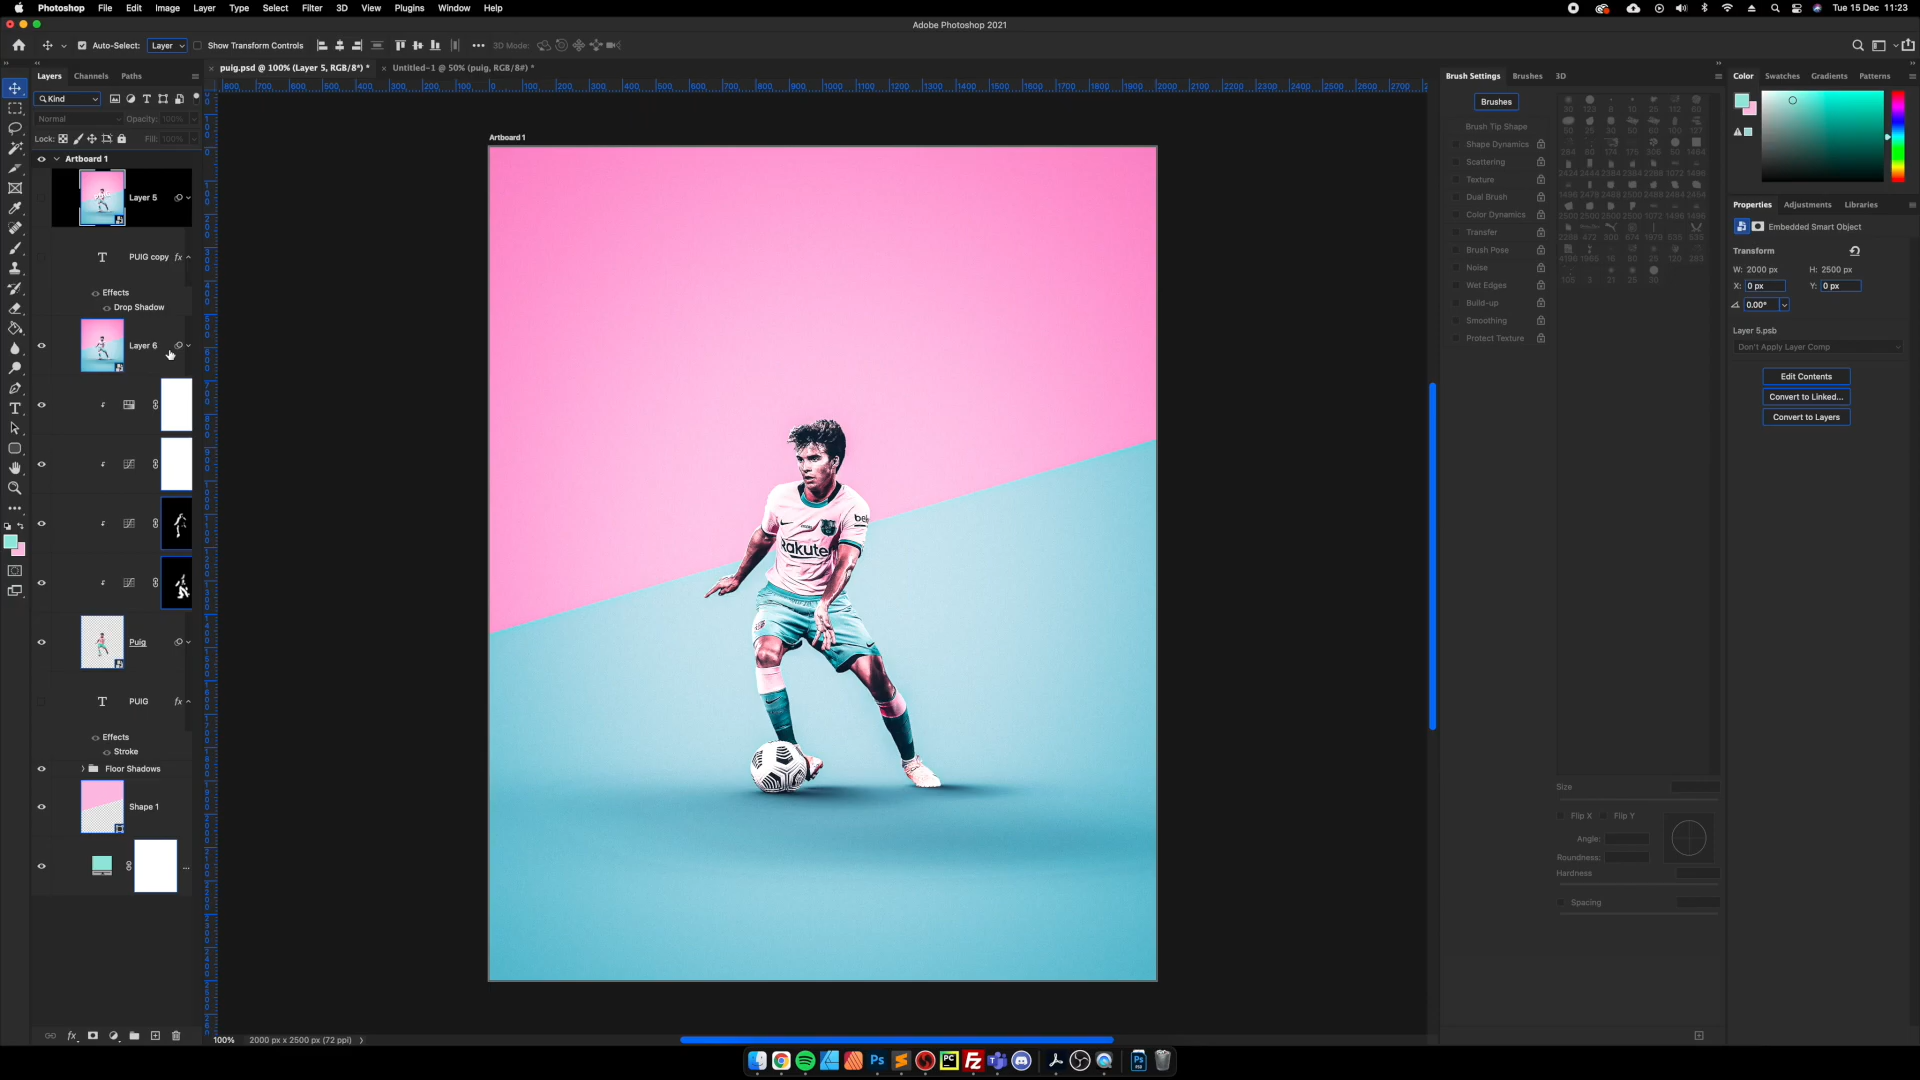 Photoshop File Edit Image Layer Type Select Filter 3D View Plugins Window Help
Tue 15 Dec 11:23
Adobe Photoshop 2021
Auto-Select: Layer Show Transform Controls 3D Mode:
Layers Channels Paths
puig.psd @ 100% (Layer 5, RGB/8*) *
Untitled-1 @ 50% (puig, RGB/8#) *
Kind
Normal Opacity: 100%
Lock: Fill: 100%
Artboard 1
Layer 5
PUIG copy fx
Effects
Drop Shadow
Layer 6
Puig
PUIG fx
Effects
Stroke
Floor Shadows
Shape 1
Artboard 1
Rakuten
beko
100% 2000 px x 2500 px (72 ppi)
Brush Settings Brushes 3D
Brushes
Brush Tip Shape
Shape Dynamics
Scattering
Texture
Dual Brush
Color Dynamics
Transfer
Brush Pose
Noise
Wet Edges
Build-up
Smoothing
Protect Texture
Size
Flip X Flip Y
Angle:
Roundness:
Hardness
Spacing
Color Swatches Gradients Patterns
Properties Adjustments Libraries
Embedded Smart Object
Transform
W: 2000 px H: 2500 px
X: 0 px Y: 0 px
0.00°
Layer 5.psb
Don't Apply Layer Comp
Edit Contents
Convert to Linked...
Convert to Layers